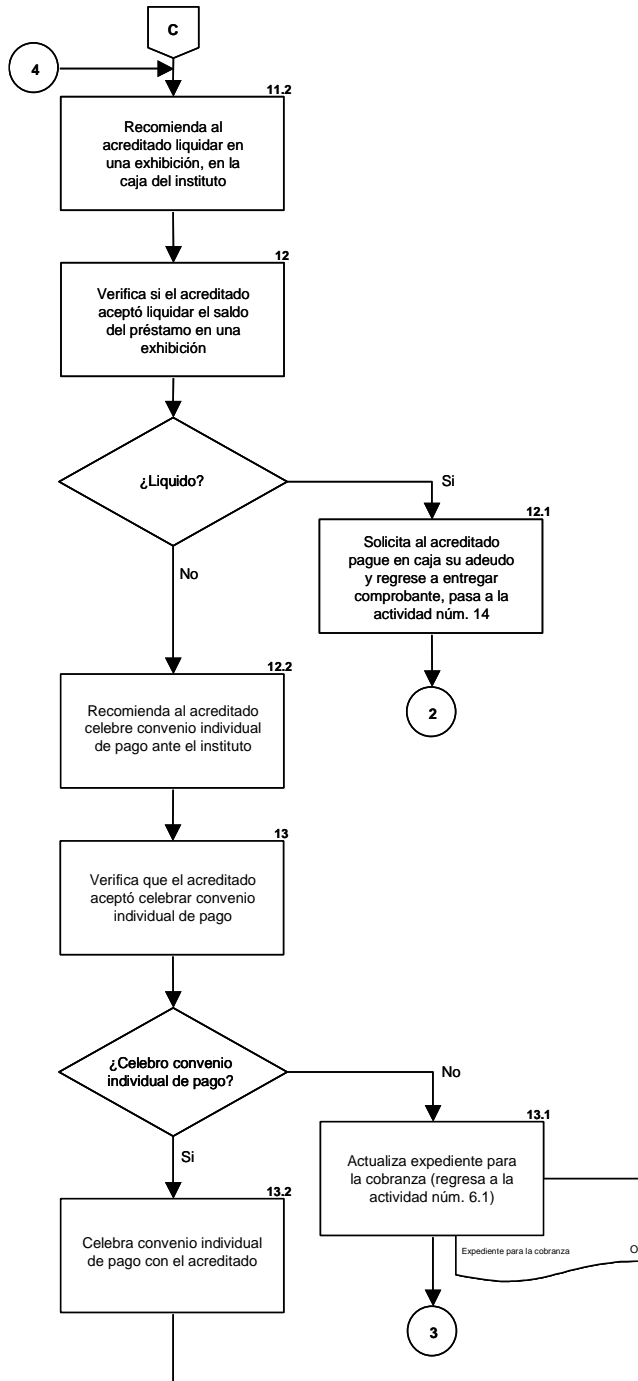 C
4
11.2
Recomienda al
acreditado liquidar en
una exhibición, en la
caja del instituto
12
Verifica si el acreditado
aceptó liquidar el saldo
del préstamo en una
exhibición
¿Liquido?
Si
No
12.1
Solicita al acreditado
pague en caja su adeudo
y regrese a entregar
comprobante, pasa a la
actividad núm. 14
2
12.2
Recomienda al acreditado
celebre convenio individual
de pago ante el instituto
13
Verifica que el acreditado
aceptó celebrar convenio
individual de pago
¿Celebro convenio
individual de pago?
No
Si
13.1
Actualiza expediente para
la cobranza (regresa a la
actividad núm. 6.1)
Expediente para la cobranza O
3
13.2
Celebra convenio individual
de pago con el acreditado